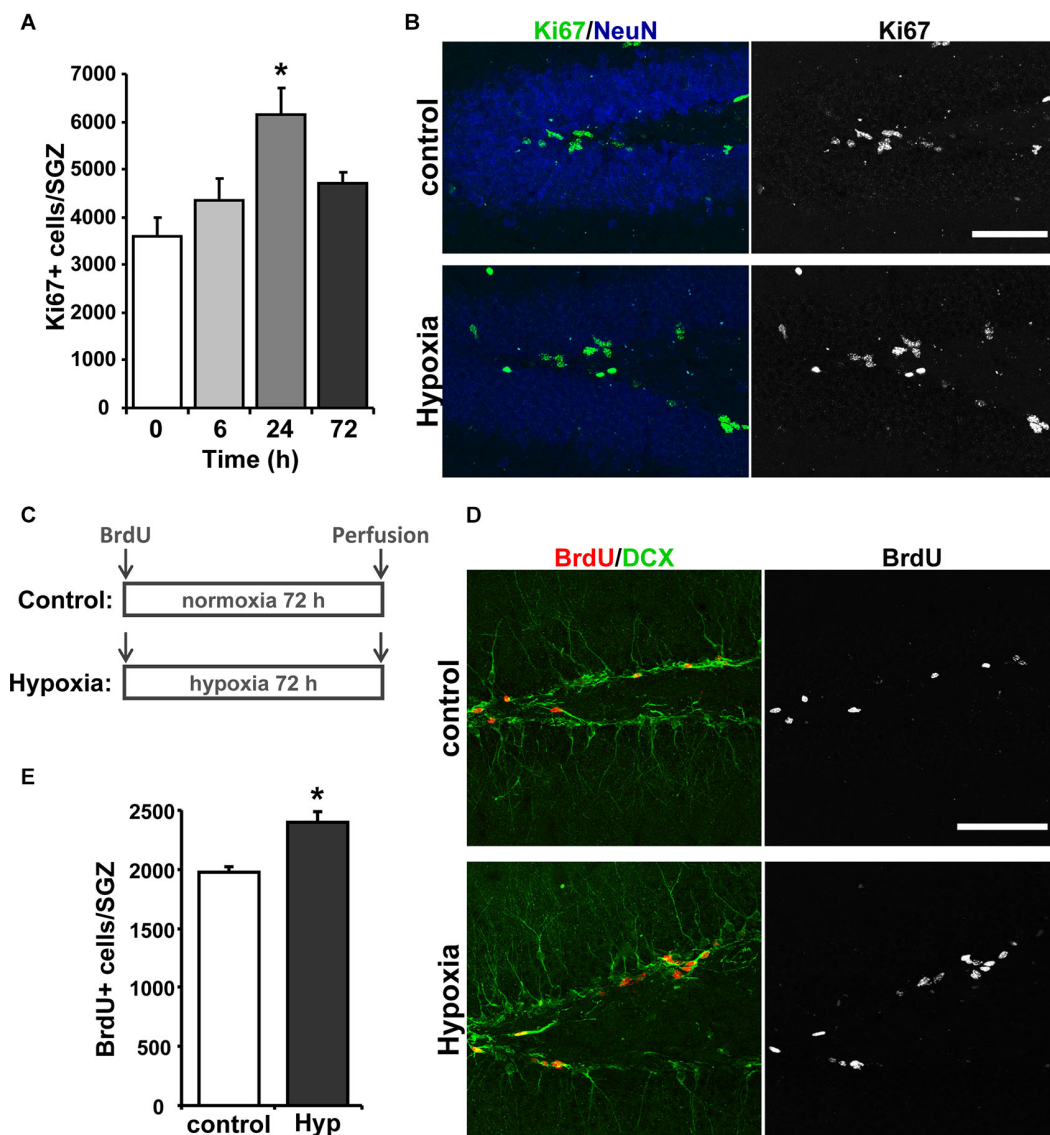 A
Ki67+ cells/SGZ
7000
6000
5000
4000
3000
2000
1000
0
*
0 6 24 72
Time (h)
B
Ki67/NeuN Ki67
control
Hypoxia
C
BrdU Perfusion
Control: normoxia 72 h
Hypoxia: hypoxia 72 h
D
BrdU/DCX BrdU
control
Hypoxia
E
BrdU+ cells/SGZ
2500
2000
1500
1000
500
0
*
control Hyp